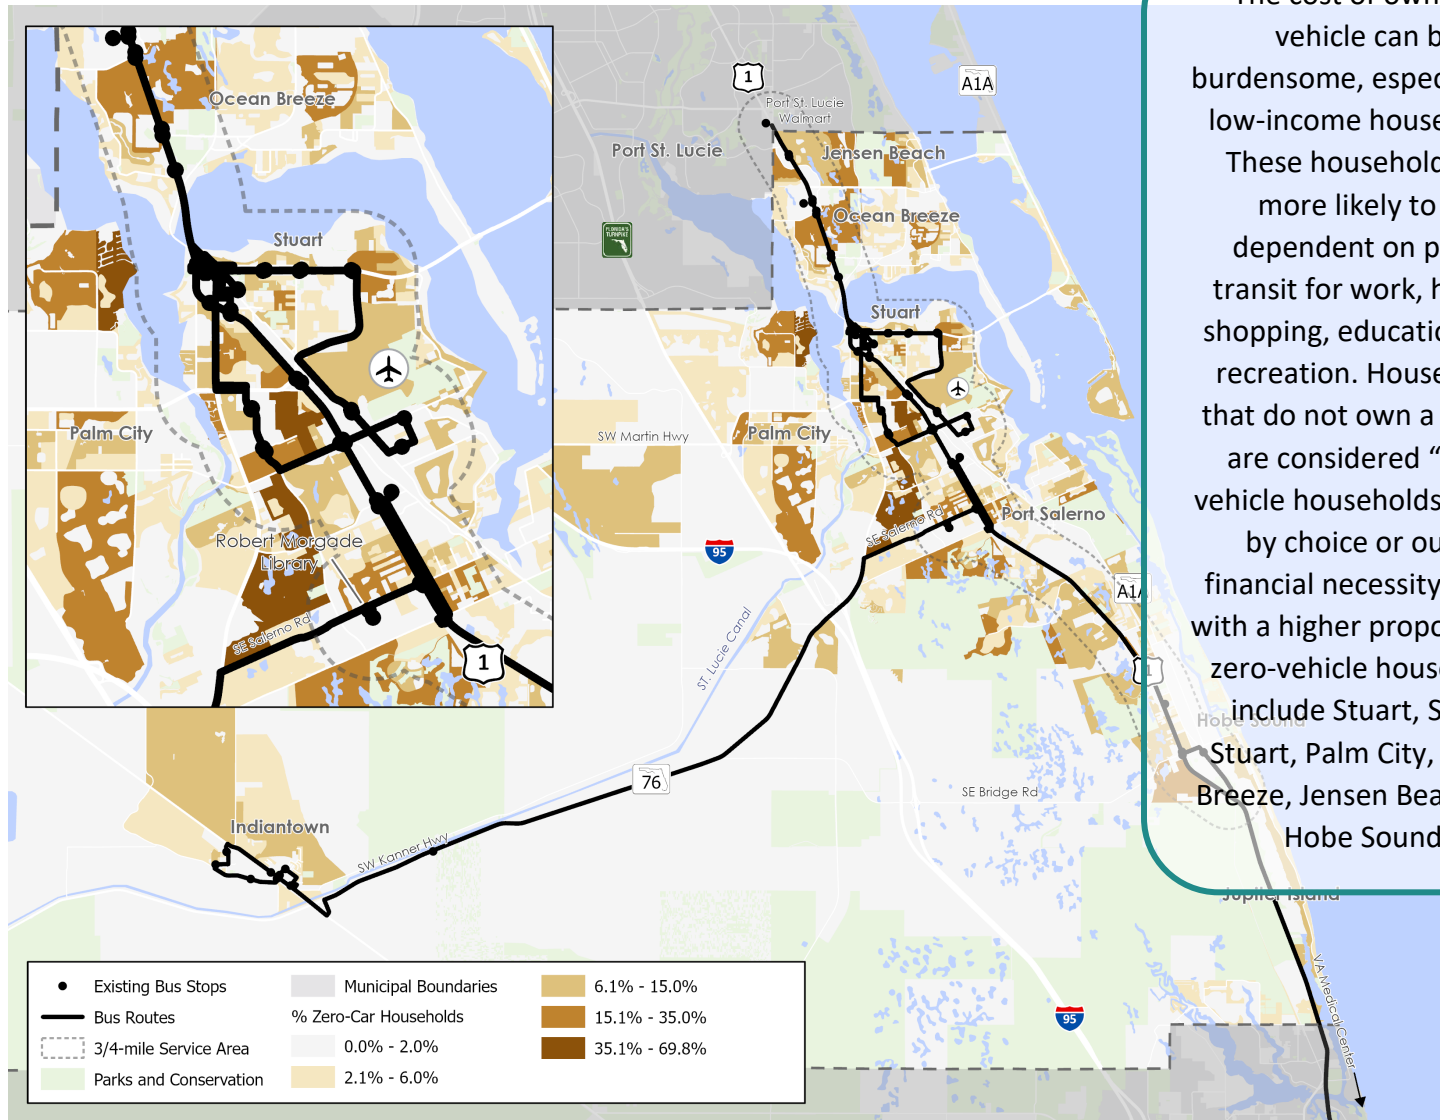 Ocean Breeze
Stuart
Palm City
Robert Morgade
Library
SE Salerno Rd
1
1
A1A
Port St. Lucie
Walmart
Port St. Lucie
Jensen Beach
FLORIDA'S
TURNPIKE
Ocean Breeze
Stuart
SW Martin Hwy
Palm City
95
SE Salerno Rd
Port Salerno
A1A
1
ST. Lucie Canal
Hobe Sound
76
SE Bridge Rd
Indiantown
SW Kanner Hwy
Jupiter Island
VA Medical Center
95
vehicle can b
burdensome, espec
low-income house
These household
more likely to
dependent on p
transit for work, h
shopping, educatio
recreation. House
that do not own a
are considered “
vehicle households
by choice or ou
financial necessity
with a higher propo
zero-vehicle hous
include Stuart, S
Stuart, Palm City,
Breeze, Jensen Bea
Hobe Sound
Existing Bus Stops
Bus Routes
3/4-mile Service Area
Parks and Conservation
Municipal Boundaries
% Zero-Car Households
0.0% - 2.0%
2.1% - 6.0%
6.1% - 15.0%
15.1% - 35.0%
35.1% - 69.8%